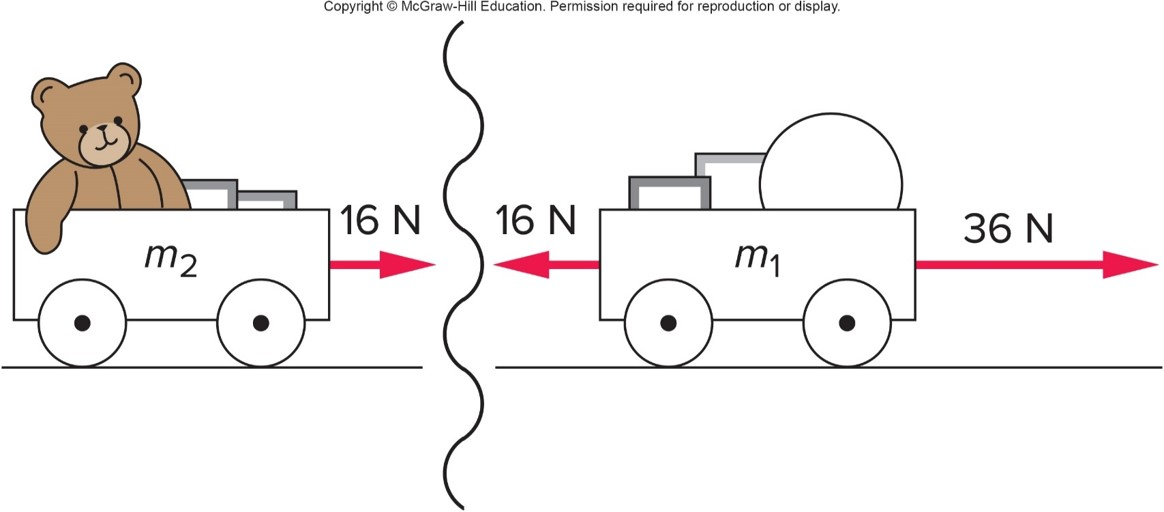 Copyright © McGraw-Hill Education. Permission required for reproduction or display.
16 N
16 N
36 N
m₂
m₁